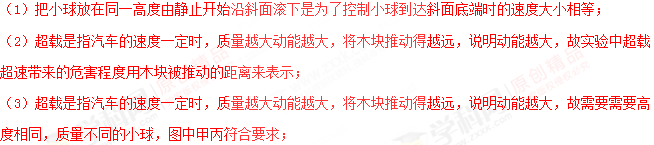 （1）把小球放在同一高度由静止开始沿斜面滚下是为了控制小球到达斜面底端时的速度大小相等；
（2）超载是指汽车的速度一定时，质量越大动能越大，将木块推动得越远，说明动能越大，故实验中超载
超速带来的危害程度用木块被推动的距离来表示；
（3）超载是指汽车的速度一定时，质量越大动能越大，将木块推动得越远，说明动能越大，故需要需要高
度相同，质量不同的小球，图中甲丙符合要求；